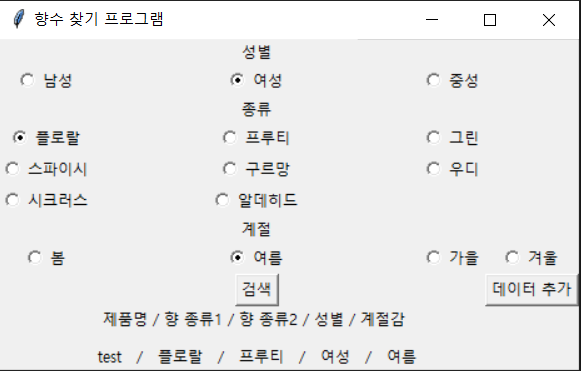 향수 찾기 프로그램
성별
남성 여성 중성
종류
플로랄 프루티 그린
스파이시 구르망 우디
시크러스 알데히드
계절
봄 여름 가을 겨울
검색 데이터 추가
제품명 / 향 종류1 / 향 종류2 / 성별 / 계절감
test / 플로랄 / 프루티 / 여성 / 여름